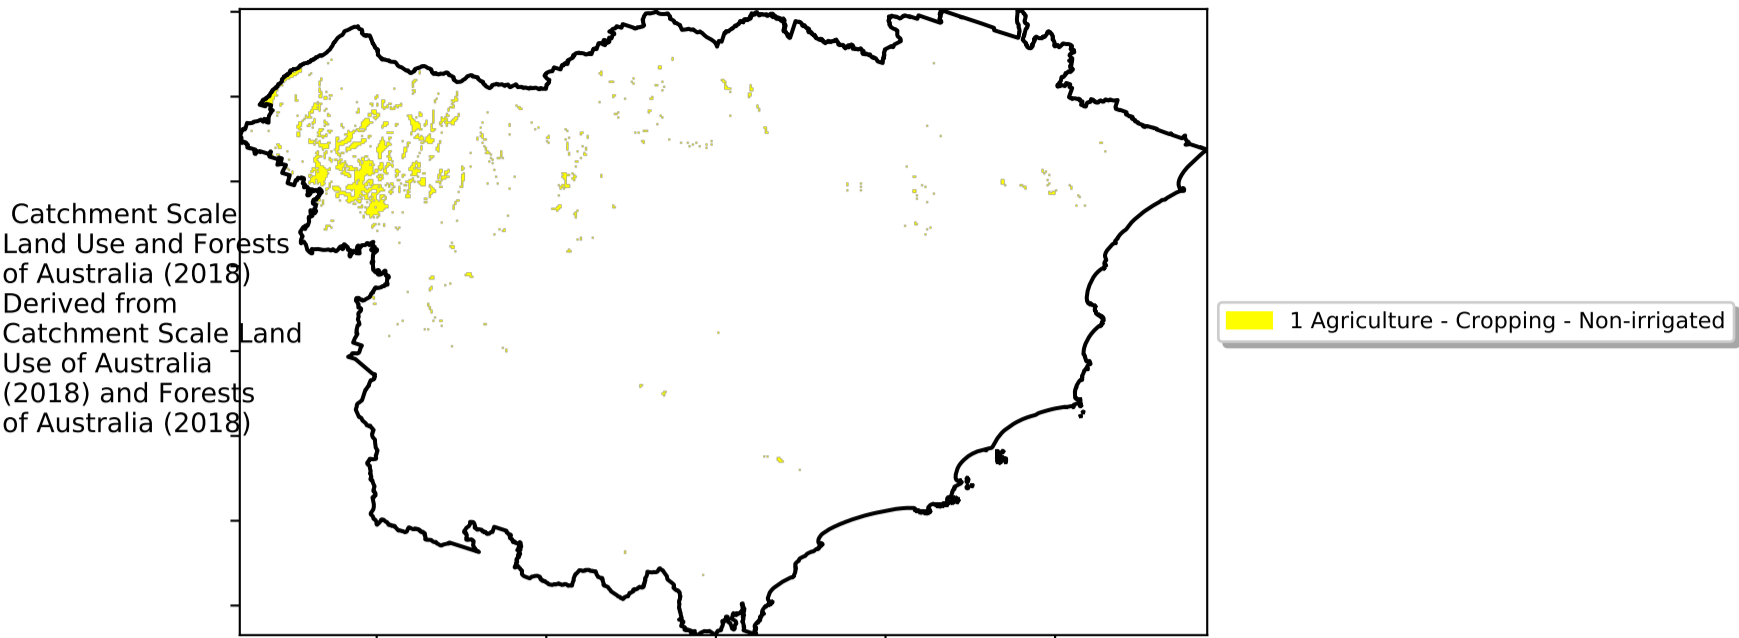 Catchment Scale
Land Use and Forests
of Australia (2018)
Derived from
Catchment Scale Land
Use of Australia
(2018) and Forests
of Australia (2018)
1 Agriculture - Cropping - Non-irrigated